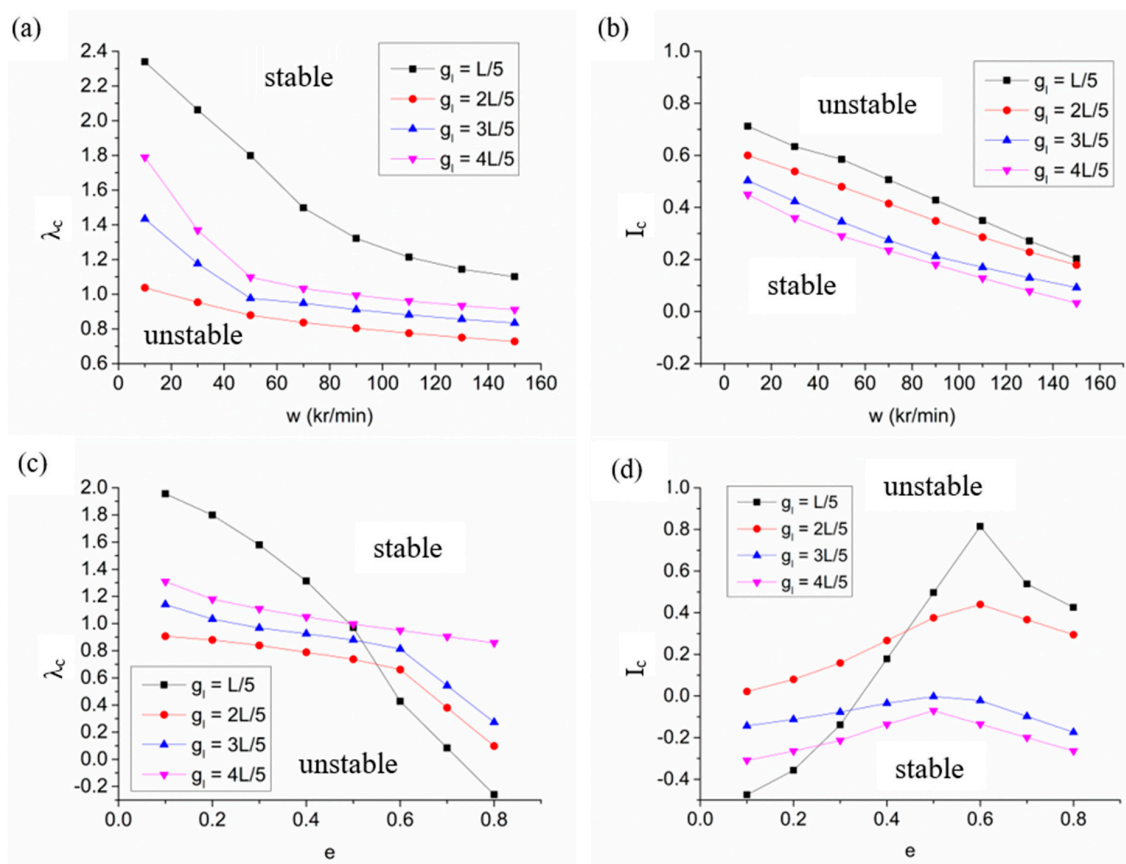 (a)
2.4
2.2
2.0
1.8
1.6
1.4
1.2
1.0
0.8
0.6
λc
stable
unstable
gl = L/5
gl = 2L/5
gl = 3L/5
gl = 4L/5
0 20 40 60 80 100 120 140 160
w (kr/min)
(b)
1.0
0.8
0.6
0.4
0.2
0.0
-0.2
Ic
unstable
stable
gl = L/5
gl = 2L/5
gl = 3L/5
gl = 4L/5
0 20 40 60 80 100 120 140 160
w (kr/min)
(c)
2.0
1.8
1.6
1.4
1.2
1.0
0.8
0.6
0.4
0.2
0.0
-0.2
λc
stable
unstable
gl = L/5
gl = 2L/5
gl = 3L/5
gl = 4L/5
0.0 0.2 0.4 0.6 0.8
e
(d)
1.0
0.8
0.6
0.4
0.2
0.0
-0.2
-0.4
Ic
unstable
stable
gl = L/5
gl = 2L/5
gl = 3L/5
gl = 4L/5
0.0 0.2 0.4 0.6 0.8
e